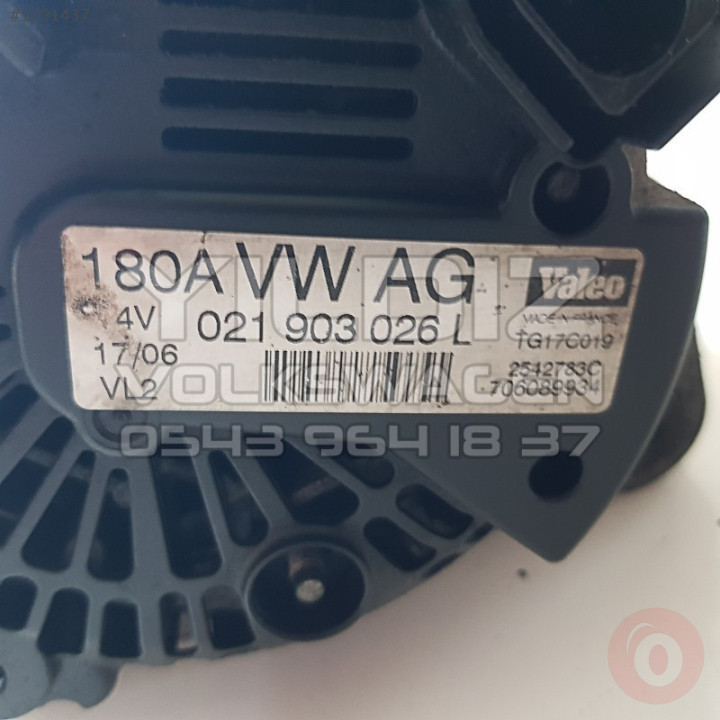 180A VW AG Valeo
4V 021 903 026 L MADE IN FRANCE
TG17C019
17/06 2542783C
VL2 706089934
YILDIZ
VOLKSWAGEN
0543 964 18 37